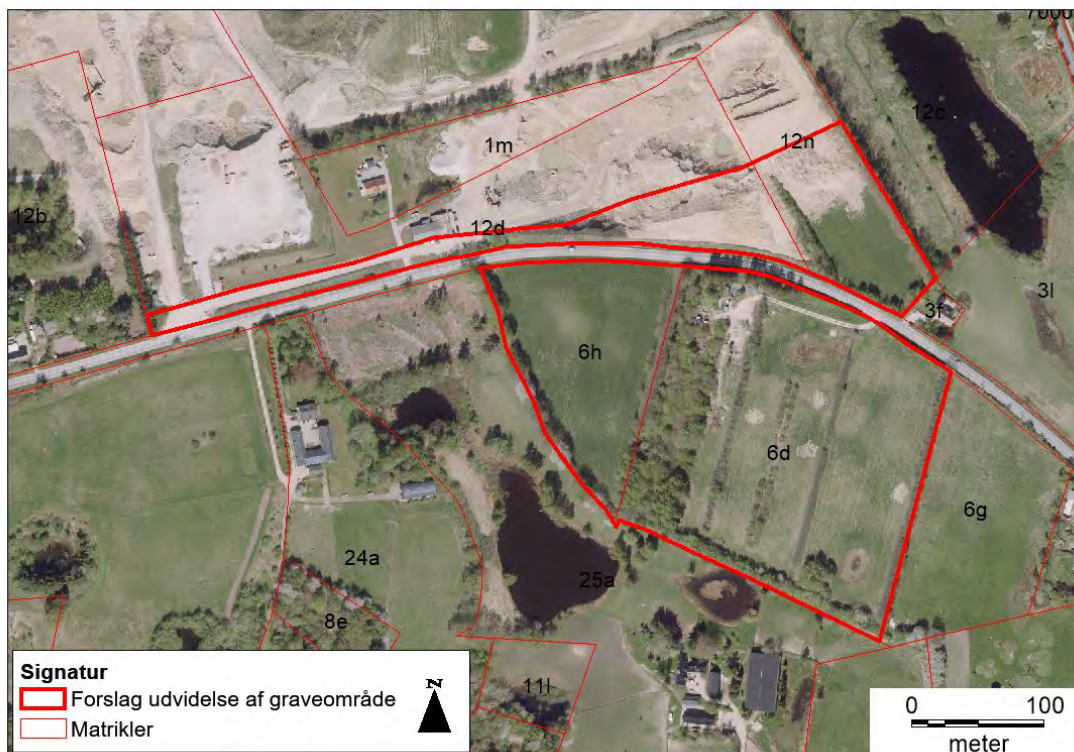 7000
12c
1m
12n
12b
12d
3l
3f
6h
6d
6g
24a
25a
8e
11l
Signatur
Forslag udvidelse af graveområde
Matrikler
N
0 100
meter